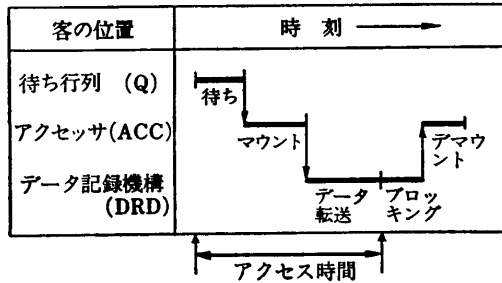 客の位置
時 刻
待ち行列 (Q)
待ち
アクセッサ(ACC)
マウント
デマウ
ント
データ記録機構
(DRD)
データ
転送
ブロッ
キング
アクセス時間